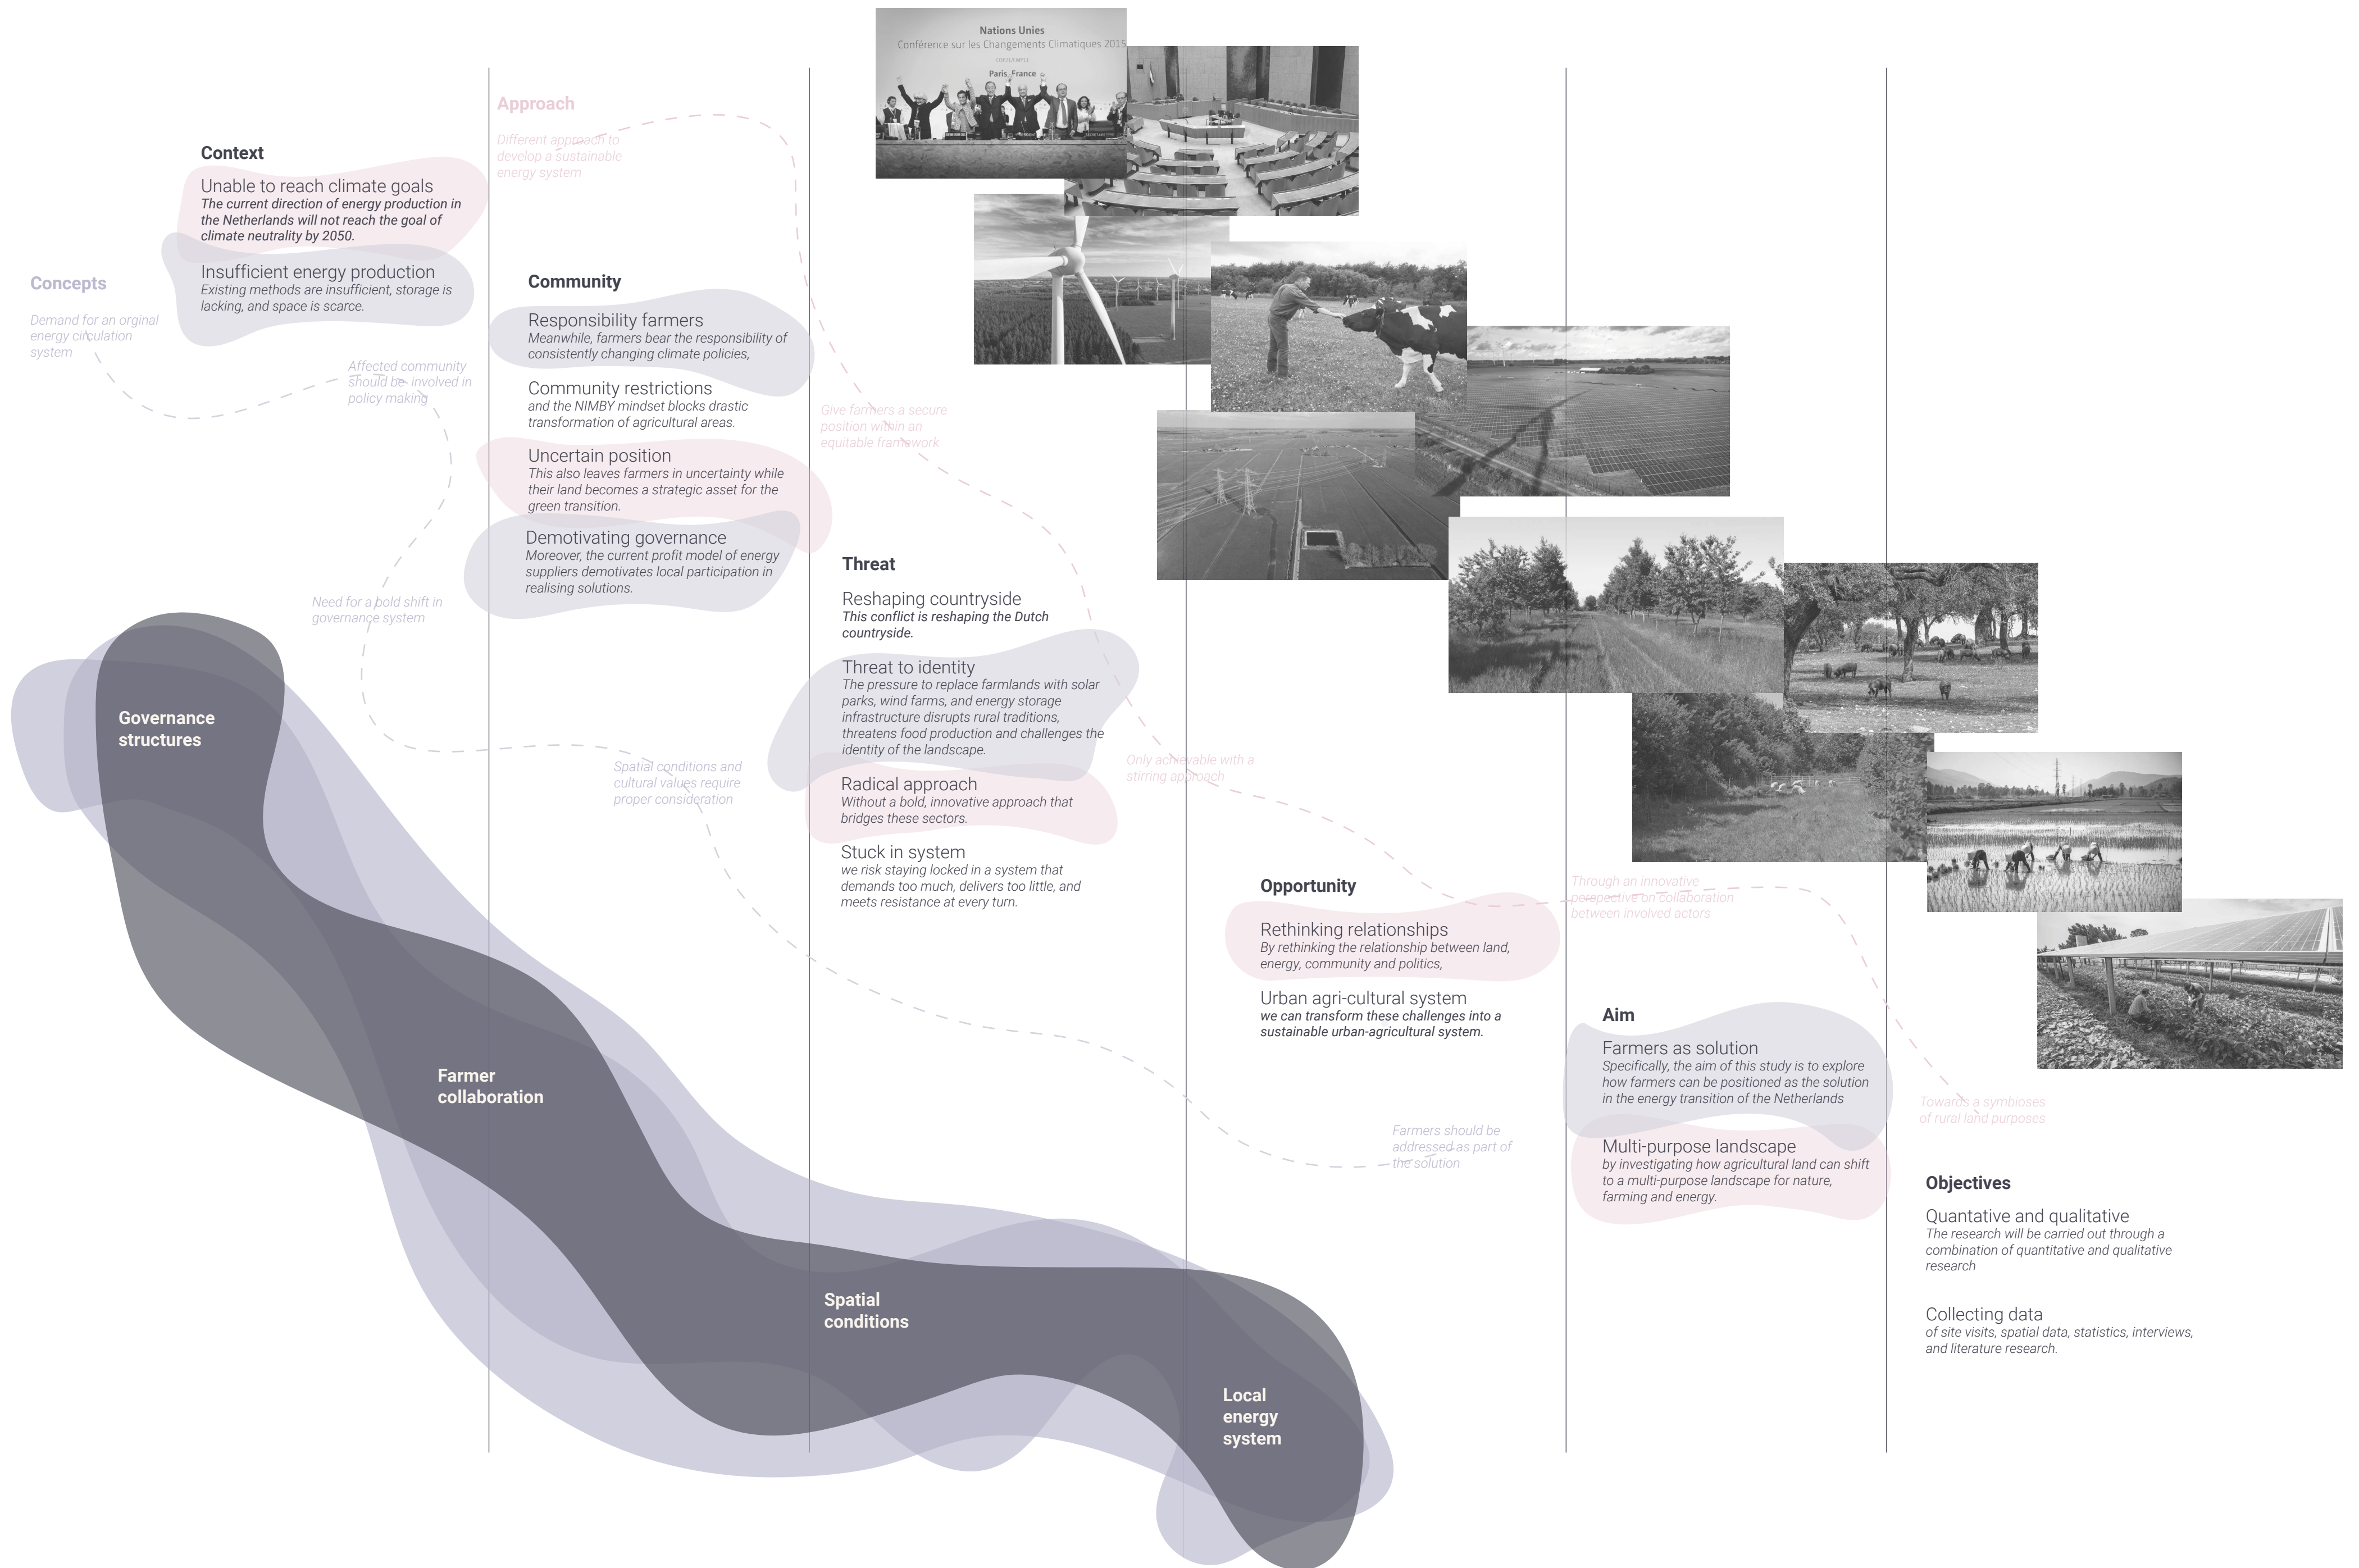 Nations Unies
Conférence sur les Changements Climatiques 2015
Paris, France
Approach
Different approach to
develop a sustainable
energy system
Context
Unable to reach climate goals
The current direction of energy production in
the Netherlands will not reach the goal of
climate neutrality by 2050.
Insufficient energy production
Existing methods are insufficient, storage is
lacking, and space is scarce.
Concepts
Demand for an orginal
energy circulation
system
Affected community
should be involved in
policy making
Need for a bold shift in
governance system
Community
Responsibility farmers
Meanwhile, farmers bear the responsibility of
consistently changing climate policies,
Community restrictions
and the NIMBY mindset blocks drastic
transformation of agricultural areas.
Uncertain position
This also leaves farmers in uncertainty while
their land becomes a strategic asset for the
green transition.
Demotivating governance
Moreover, the current profit model of energy
suppliers demotivates local participation in
realising solutions.
Give farmers a secure
position within an
equitable framework
Spatial conditions and
cultural values require
proper consideration
Threat
Reshaping countryside
This conflict is reshaping the Dutch
countryside.
Threat to identity
The pressure to replace farmlands with solar
parks, wind farms, and energy storage
infrastructure disrupts rural traditions,
threatens food production and challenges the
identity of the landscape.
Radical approach
Without a bold, innovative approach that
bridges these sectors.
Stuck in system
we risk staying locked in a system that
demands too much, delivers too little, and
meets resistance at every turn.
Only achievable with a
stirring approach
Opportunity
Rethinking relationships
By rethinking the relationship between land,
energy, community and politics,
Urban agri-cultural system
we can transform these challenges into a
sustainable urban-agricultural system.
Farmers should be
addressed as part of
the solution
Through an innovative
perspective on collaboration
between involved actors
Aim
Farmers as solution
Specifically, the aim of this study is to explore
how farmers can be positioned as the solution
in the energy transition of the Netherlands
Multi-purpose landscape
by investigating how agricultural land can shift
to a multi-purpose landscape for nature,
farming and energy.
Towards a symbioses
of rural land purposes
Objectives
Quantative and qualitative
The research will be carried out through a
combination of quantitative and qualitative
research
Collecting data
of site visits, spatial data, statistics, interviews,
and literature research.
Governance
structures
Farmer
collaboration
Spatial
conditions
Local
energy
system